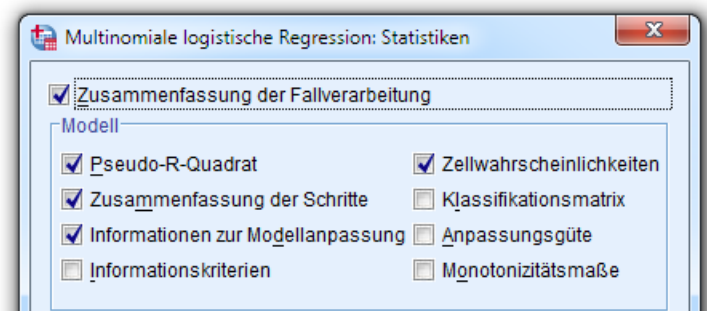 Multinomiale logistische Regression: Statistiken
Zusammenfassung der Fallverarbeitung
Modell
Pseudo-R-Quadrat
Zellwahrscheinlichkeiten
Zusammenfassung der Schritte
Klassifikationsmatrix
Informationen zur Modellanpassung
Anpassungsgüte
Informationskriterien
Monotonizitätsmaße